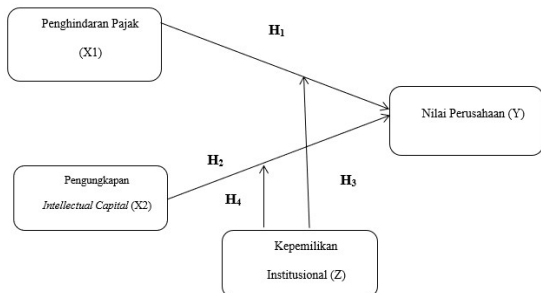 Penghindaran Pajak
(X1)
H1
Nilai Perusahaan (Y)
H2
Pengungkapan
Intellectual Capital (X2)
H4
H3
Kepemilikan
Institusional (Z)